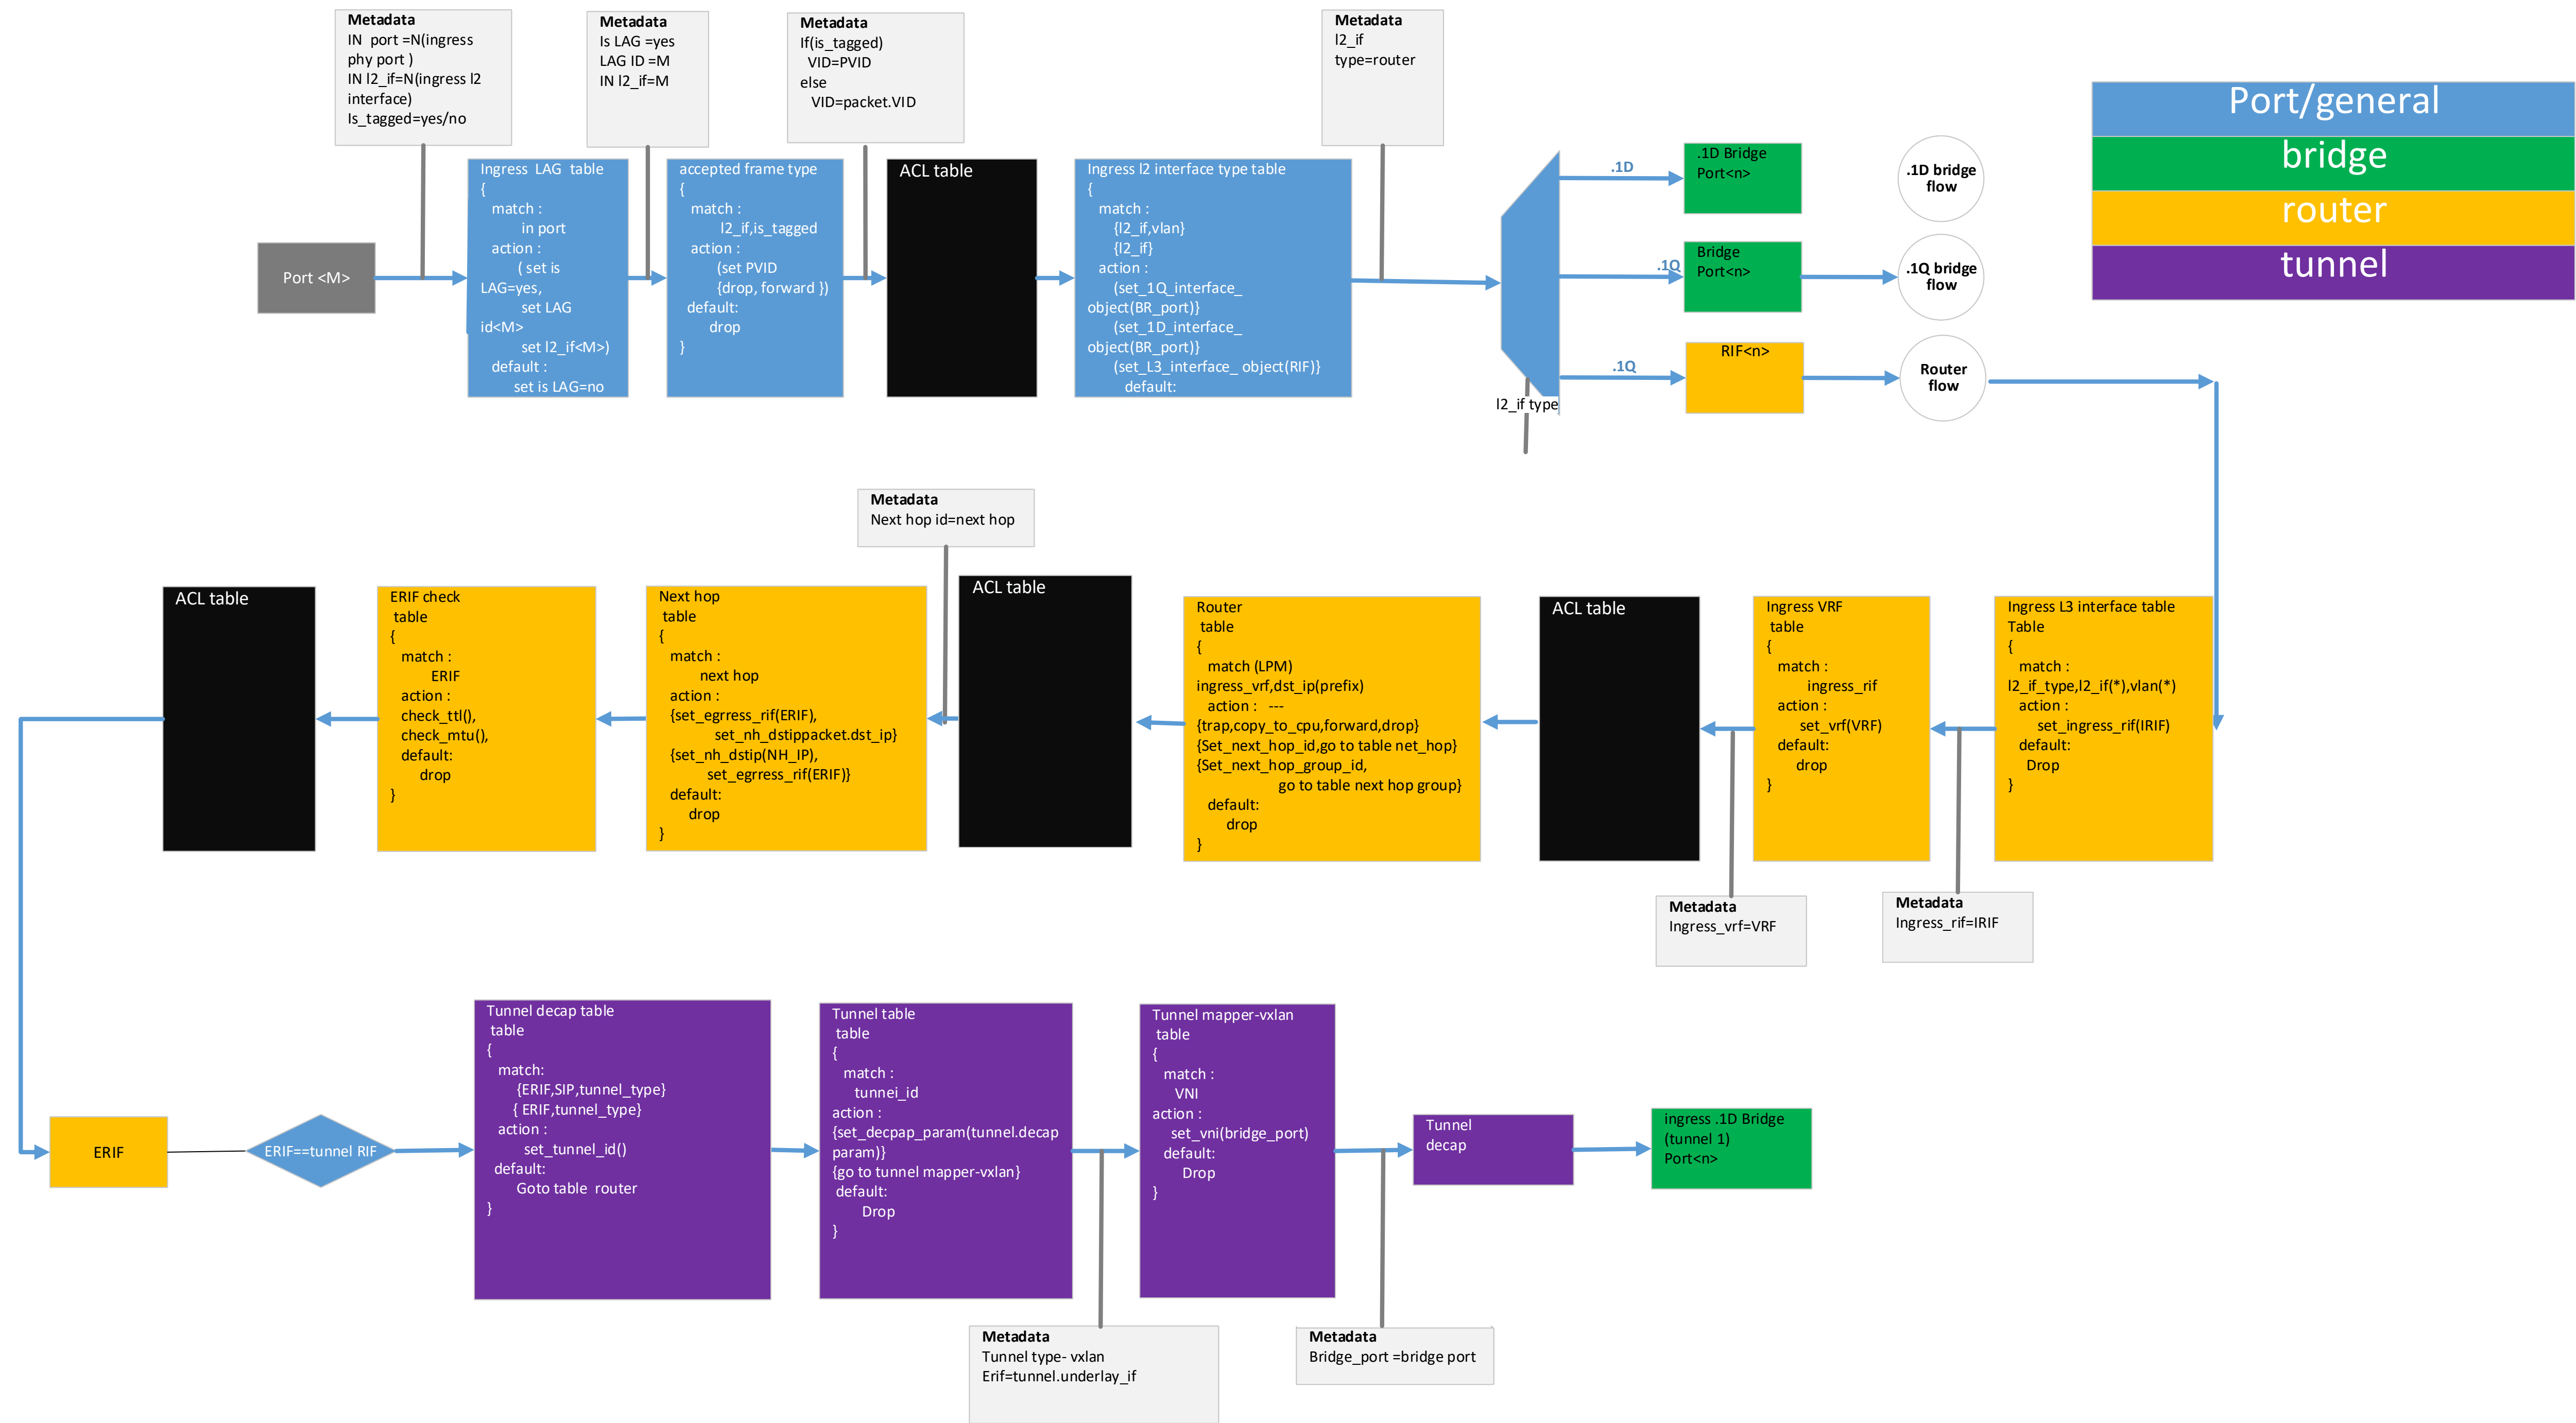 Metadata
IN  port =N(ingress
phy port )
IN l2_if=N(ingress l2
interface)
Is_tagged=yes/no
Metadata
Is LAG =yes
LAG ID =M
IN l2_if=M
Metadata
If(is_tagged)
VID=PVID
else
VID=packet.VID
Metadata
l2_if
type=router
Port/general
bridge
router
tunnel
Port <M>
Ingress  LAG  table
{
match :
in port
action :
( set is
LAG=yes,
set LAG
id<M>
set l2_if<M>)
default :
set is LAG=no
accepted frame type
{
match :
l2_if,is_tagged
action :
(set PVID
{drop, forward })
default:
drop
}
ACL table
Ingress l2 interface type table
{
match :
{l2_if,vlan}
{l2_if}
action :
(set_1Q_interface_
object(BR_port)}
(set_1D_interface_
object(BR_port)}
(set_L3_interface_ object(RIF)}
default:
l2_if type
.1D
.1D Bridge
Port<n>
.1D bridge
flow
.1Q
Bridge
Port<n>
.1Q bridge
flow
.1Q
RIF<n>
Router
flow
Metadata
Next hop id=next hop
ACL table
ERIF check
table
{
match :
ERIF
action :
check_ttl(),
check_mtu(),
default:
drop
}
Next hop
table
{
match :
next hop
action :
{set_egrress_rif(ERIF),
set_nh_dstippacket.dst_ip}
{set_nh_dstip(NH_IP),
set_egrress_rif(ERIF)}
default:
drop
}
ACL table
Router
table
{
match (LPM)
ingress_vrf,dst_ip(prefix)
action :   ---
{trap,copy_to_cpu,forward,drop}
{Set_next_hop_id,go to table net_hop}
{Set_next_hop_group_id,
go to table next hop group}
default:
drop
}
ACL table
Ingress VRF
table
{
match :
ingress_rif
action :
set_vrf(VRF)
default:
drop
}
Ingress L3 interface table
Table
{
match :
l2_if_type,l2_if(*),vlan(*)
action :
set_ingress_rif(IRIF)
default:
Drop
}
Metadata
Ingress_vrf=VRF
Metadata
Ingress_rif=IRIF
ERIF
ERIF==tunnel RIF
Tunnel decap table
table
{
match:
{ERIF,SIP,tunnel_type}
{ ERIF,tunnel_type}
action :
set_tunnel_id()
default:
Goto table  router
}
Tunnel table
table
{
match :
tunnei_id
action :
{set_decpap_param(tunnel.decap
param)}
{go to tunnel mapper-vxlan}
default:
Drop
}
Tunnel mapper-vxlan
table
{
match :
VNI
action :
set_vni(bridge_port)
default:
Drop
}
Tunnel
decap
ingress .1D Bridge
(tunnel 1)
Port<n>
Metadata
Tunnel type- vxlan
Erif=tunnel.underlay_if
Metadata
Bridge_port =bridge port